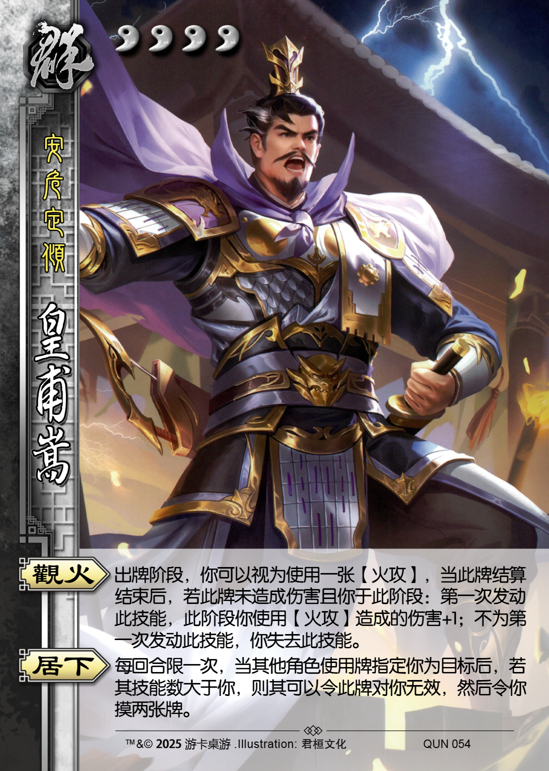 群
安危定傾
皇甫嵩
觀火
出牌阶段，你可以视为使用一张【火攻】，当此牌结算
结束后，若此牌未造成伤害且你于此阶段：第一次发动
此技能，此阶段你使用【火攻】造成的伤害+1；不为第
一次发动此技能，你失去此技能。
居下
每回合限一次，当其他角色使用牌指定你为目标后，若
其技能数大于你，则其可以令此牌对你无效，然后令你
摸两张牌。
™&© 2025 游卡桌游 .Illustration: 君桓文化 QUN 054